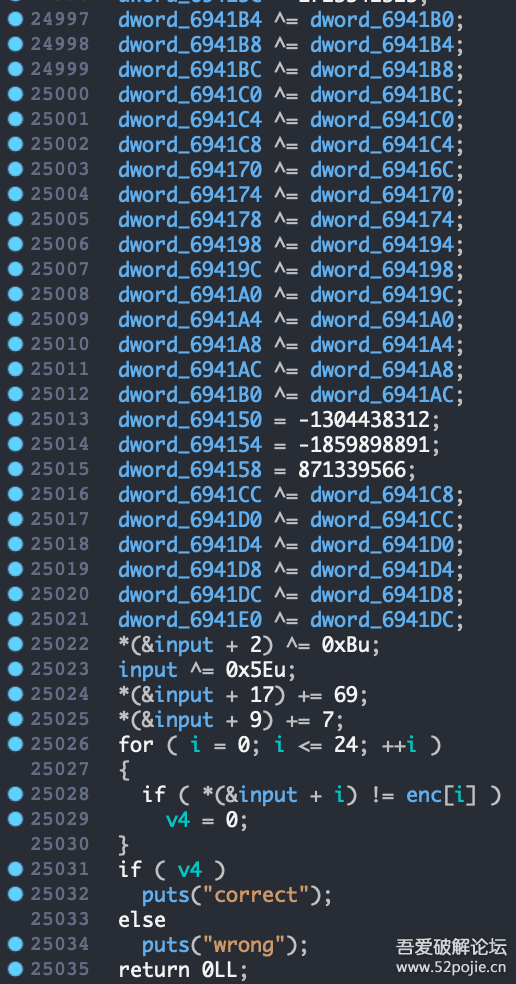 24997 dword_6941B4 ^= dword_6941B0;
24998 dword_6941B8 ^= dword_6941B4;
24999 dword_6941BC ^= dword_6941B8;
25000 dword_6941C0 ^= dword_6941BC;
25001 dword_6941C4 ^= dword_6941C0;
25002 dword_6941C8 ^= dword_6941C4;
25003 dword_694170 ^= dword_69416C;
25004 dword_694174 ^= dword_694170;
25005 dword_694178 ^= dword_694174;
25006 dword_694198 ^= dword_694194;
25007 dword_69419C ^= dword_694198;
25008 dword_6941A0 ^= dword_69419C;
25009 dword_6941A4 ^= dword_6941A0;
25010 dword_6941A8 ^= dword_6941A4;
25011 dword_6941AC ^= dword_6941A8;
25012 dword_6941B0 ^= dword_6941AC;
25013 dword_694150 = -1304438312;
25014 dword_694154 = -1859898891;
25015 dword_694158 = 871339566;
25016 dword_6941CC ^= dword_6941C8;
25017 dword_6941D0 ^= dword_6941CC;
25018 dword_6941D4 ^= dword_6941D0;
25019 dword_6941D8 ^= dword_6941D4;
25020 dword_6941DC ^= dword_6941D8;
25021 dword_6941E0 ^= dword_6941DC;
25022 *(&input + 2) ^= 0xBu;
25023 input ^= 0x5Eu;
25024 *(&input + 17) += 69;
25025 *(&input + 9) += 7;
25026 for ( i = 0; i <= 24; ++i )
25027 {
25028 if ( *(&input + i) != enc[i] )
25029 v4 = 0;
25030 }
25031 if ( v4 )
25032 puts("correct");
25033 else
25034 puts("wrong");
25035 return 0LL;
吾爱破解论坛
www.52pojie.cn